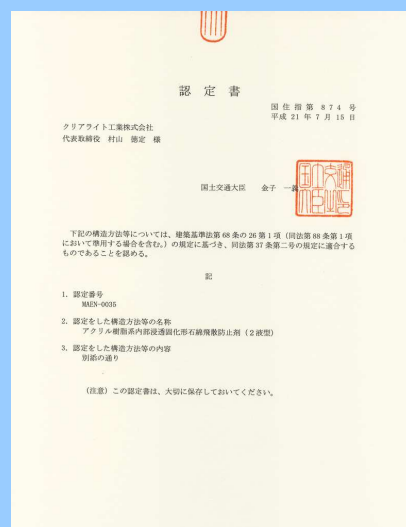 認定書
国住指第874号
平成21年7月15日
クリアライト工業株式会社
代表取締役 村山 徳定 様
国土交通大臣 金子 一義
下記の構造方法等については、建築基準法第68条の26第1項（同法第88条第1項
において準用する場合を含む。）の規定に基づき、同法第37条第二号の規定に適合する
ものであることを認める。
記
1. 認定番号
MAEN-0035
2. 認定をした構造方法等の名称
アクリル樹脂系内部浸透固化形石綿飛散防止剤（2液型）
3. 認定をした構造方法等の内容
別添の通り
（注意）この認定書は、大切に保存しておいてください。